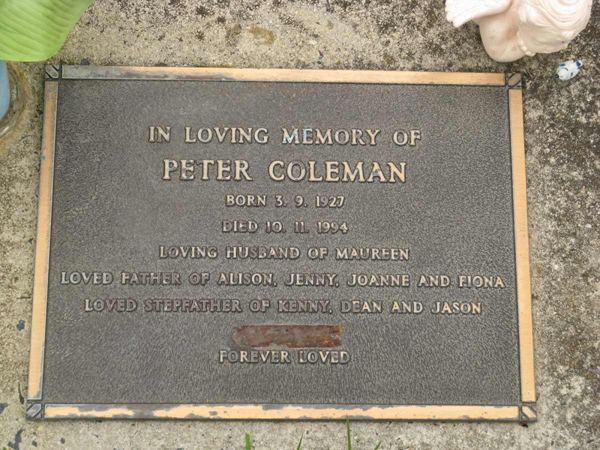 IN LOVING MEMORY OF
PETER COLEMAN
BORN 3. 9. 1927
DIED 10. 11. 1994
LOVING HUSBAND OF MAUREEN
LOVED FATHER OF ALISON, JENNY, JOANNE AND FIONA
LOVED STEPFATHER OF KENNY, DEAN AND JASON
FOREVER LOVED